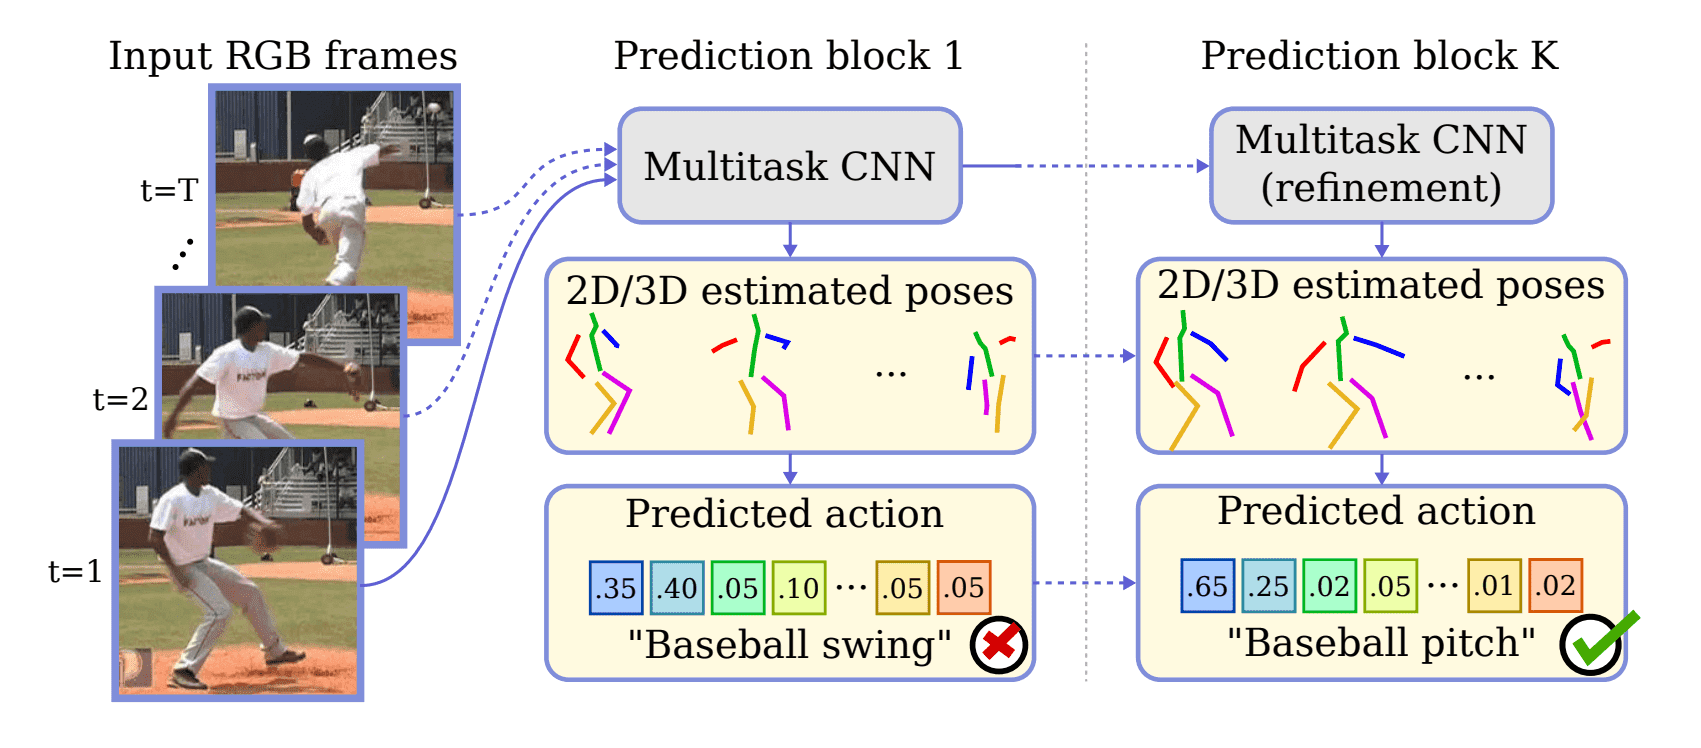 Input RGB frames
t=T
t=2
t=1
Prediction block 1
Multitask CNN
2D/3D estimated poses
...
Predicted action
.35 .40 .05 .10 ... .05 .05
"Baseball swing"
Prediction block K
Multitask CNN
(refinement)
2D/3D estimated poses
...
Predicted action
.65 .25 .02 .05 ... .01 .02
"Baseball pitch"